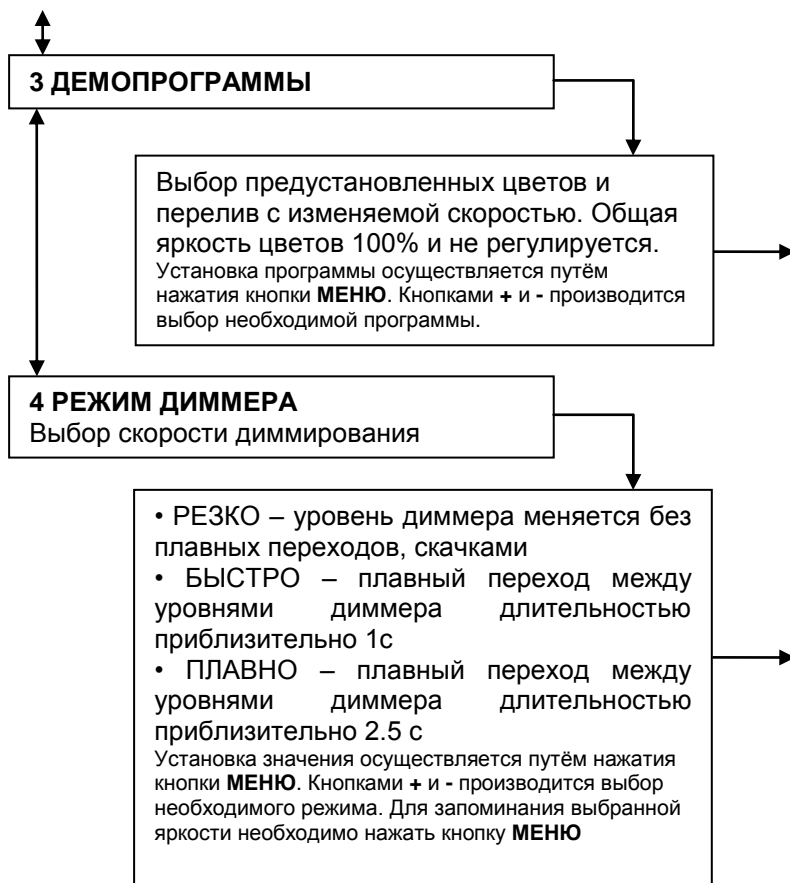 3 ДЕМОПРОГРАММЫ
Выбор предустановленных цветов и
перелив с изменяемой скоростью. Общая
яркость цветов 100% и не регулируется.
Установка программы осуществляется путём
нажатия кнопки МЕНЮ. Кнопками + и - производится
выбор необходимой программы.
4 РЕЖИМ ДИММЕРА
Выбор скорости диммирования
• РЕЗКО – уровень диммера меняется без
плавных переходов, скачками
• БЫСТРО – плавный переход между
уровнями диммера длительностью
приблизительно 1с
• ПЛАВНО – плавный переход между
уровнями диммера длительностью
приблизительно 2.5 с
Установка значения осуществляется путём нажатия
кнопки МЕНЮ. Кнопками + и - производится выбор
необходимого режима. Для запоминания выбранной
яркости необходимо нажать кнопку МЕНЮ